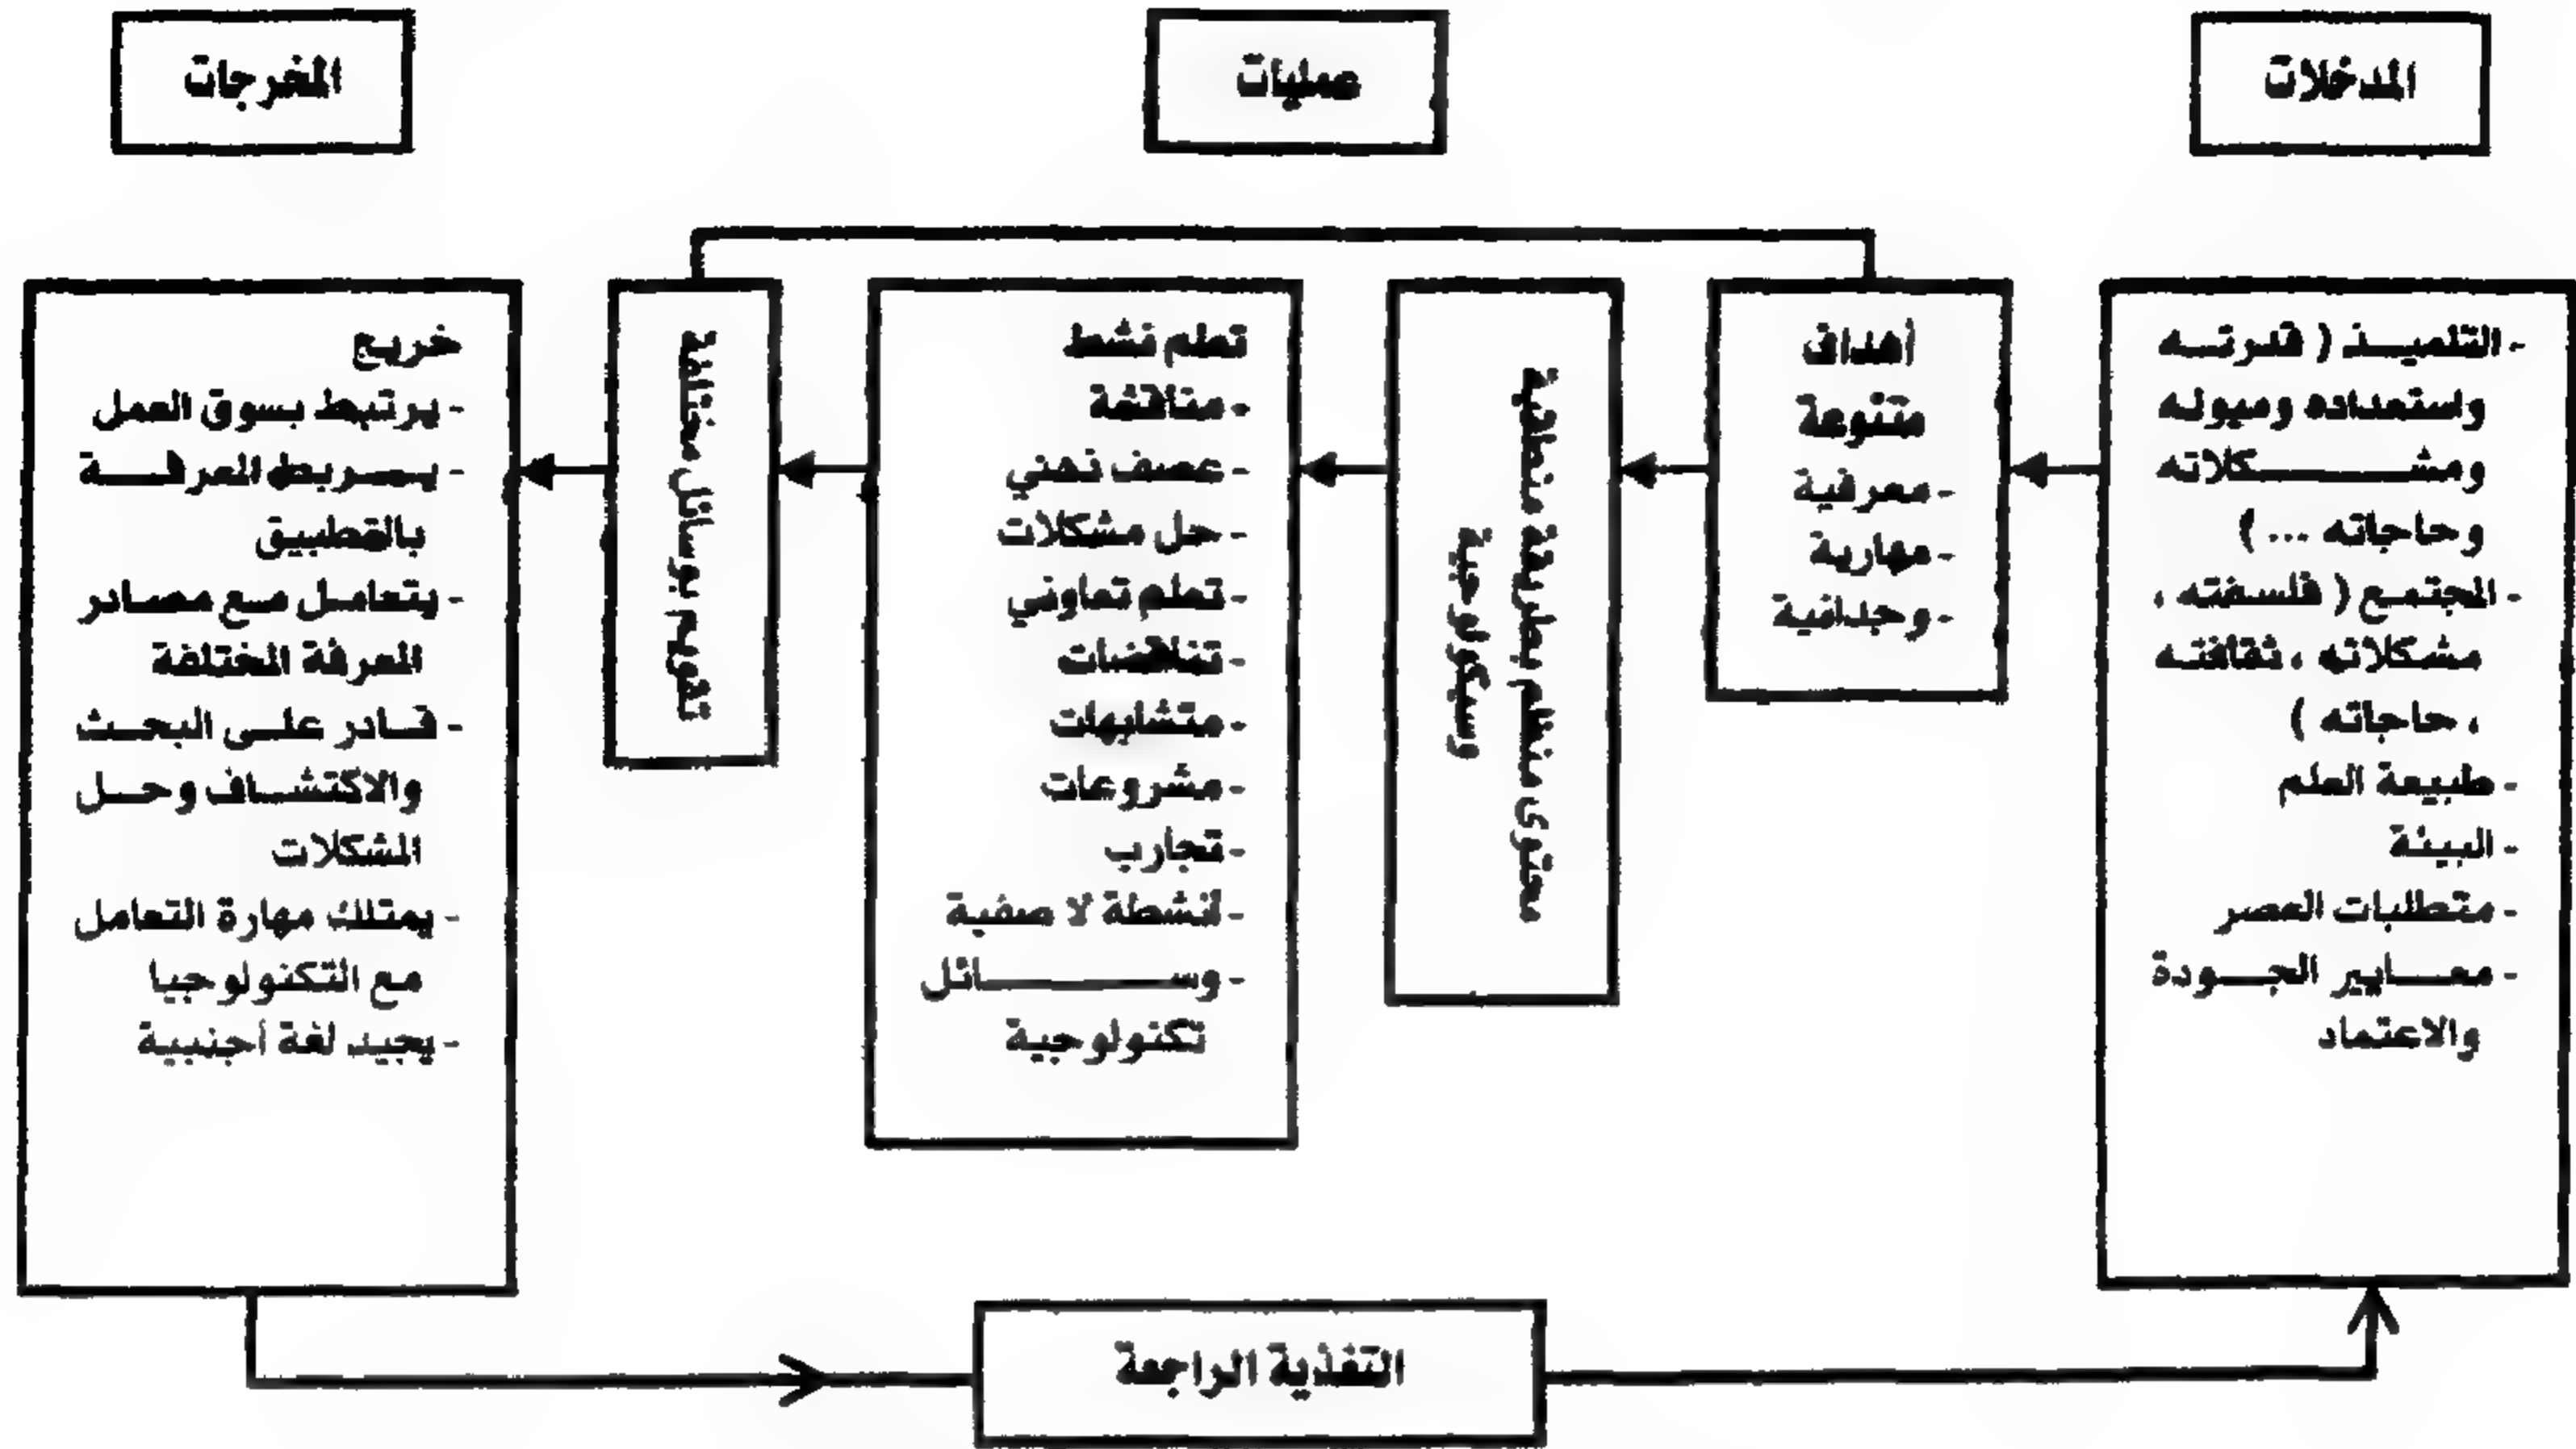 المدخلات
عمليات
المخرجات
- التلميذ ( قدرته
واستعداده وميوله
ومشكلاته
وحاجاته ... )
- المجتمع ( فلسفته ،
مشكلاته ، ثقافته
، حاجاته )
- طبيعة العلم
- البيئة
- متطلبات العصر
- معايير الجودة
والاعتماد
أهداف
متنوعة
- معرفية
- مهارية
- وجدانية
محتوى منظم بطريقة منطقية
وسيكولوجية
تعلم نشط
- مناقشة
- عصف ذهني
- حل مشكلات
- تعلم تعاوني
- تناقضات
- متشابهات
- مشروعات
- تجارب
- أنشطة لا صفية
- وسائل
تكنولوجية
تقويم بوسائل مختلفة
خريج
- يرتبط بسوق العمل
- المعرفة
بالتطبيق
- يتعامل مع مصادر
المعرفة المختلفة
- قادر على البحث
والاكتشاف وحل
المشكلات
- يمتلك مهارة التعامل
مع التكنولوجيا
- يجيد لغة أجنبية
التغذية الراجعة